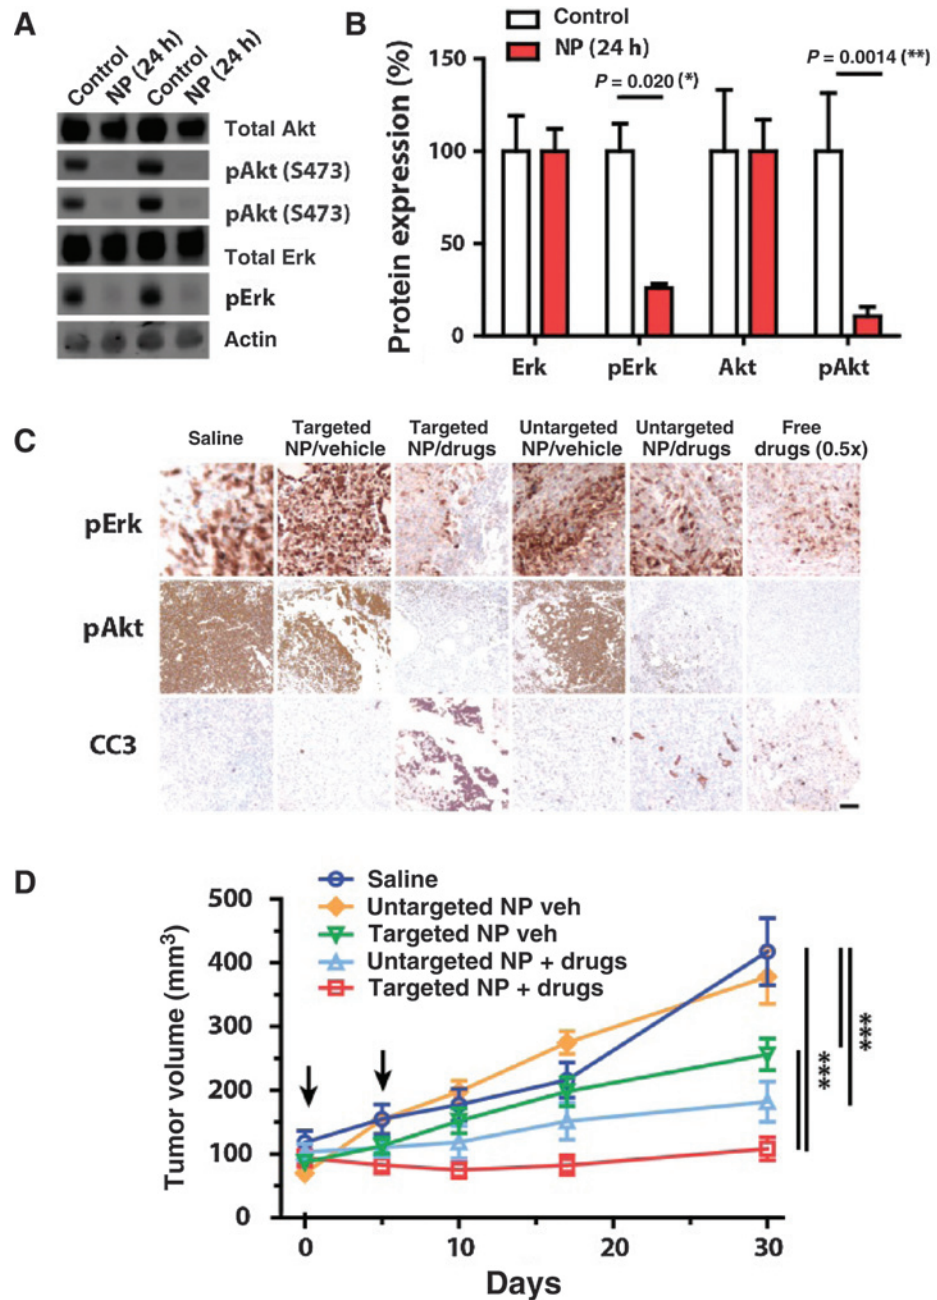 A
Control
NP (24 h)
Control
NP (24 h)
Total Akt
pAkt (S473)
pAkt (S473)
Total Erk
pErk
Actin
B
Control
NP (24 h)
Protein expression (%)
150
100
50
0
P = 0.020 (*)
P = 0.0014 (**)
Erk pErk Akt pAkt
C
Saline
Targeted NP/vehicle
Targeted NP/drugs
Untargeted NP/vehicle
Untargeted NP/drugs
Free drugs (0.5x)
pErk
pAkt
CC3
D
Saline
Untargeted NP veh
Targeted NP veh
Untargeted NP + drugs
Targeted NP + drugs
Tumor volume (mm³)
500
400
300
200
100
0
***
***
0 10 20 30
Days